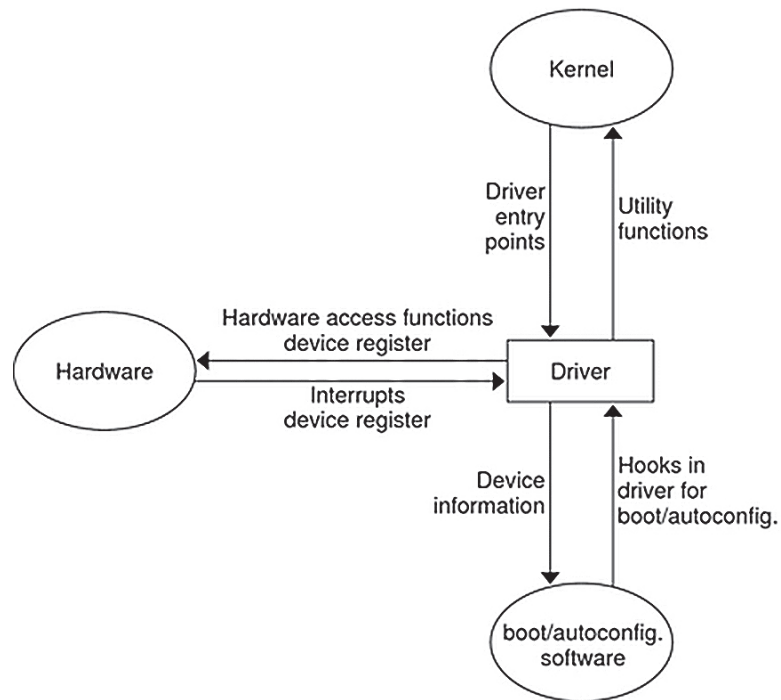 Kernel
Driver
entry
points
Utility
functions
Hardware access functions
device register
Hardware
Driver
Interrupts
device register
Device
information
Hooks in
driver for
boot/autoconfig.
boot/autoconfig.
software